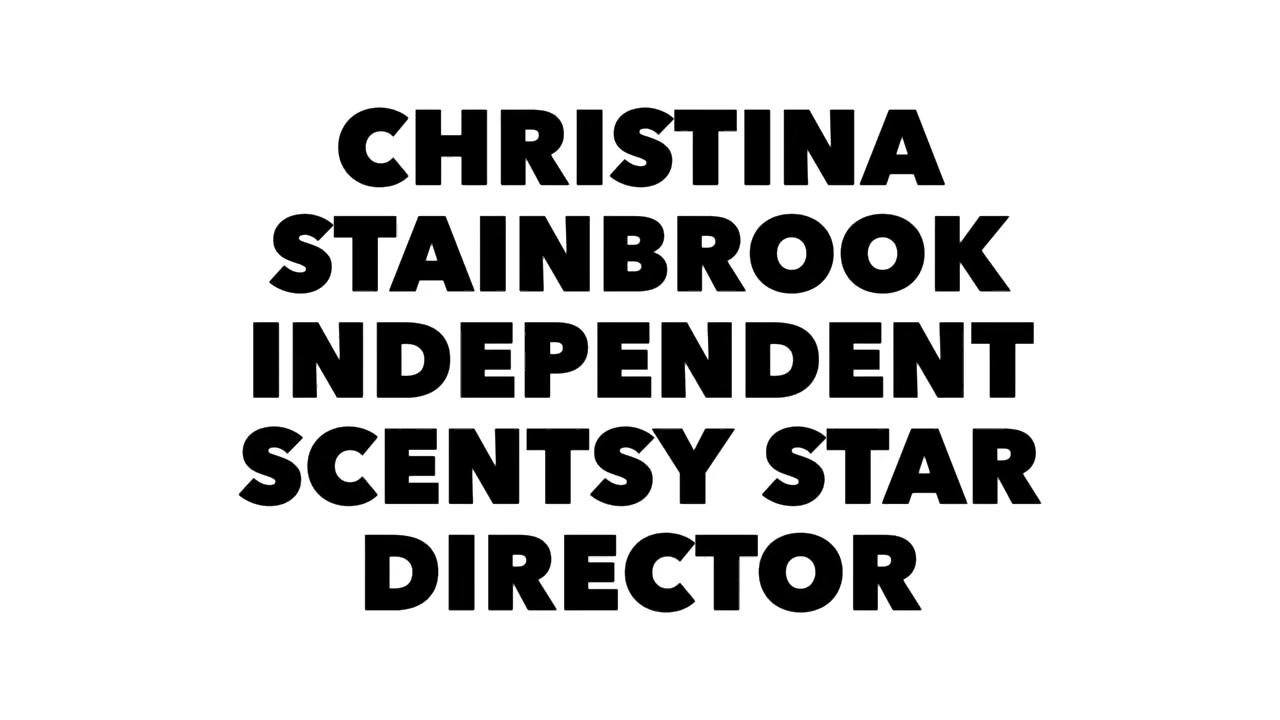 CHRISTINA
STAINBROOK
INDEPENDENT
SCENTSY STAR
DIRECTOR